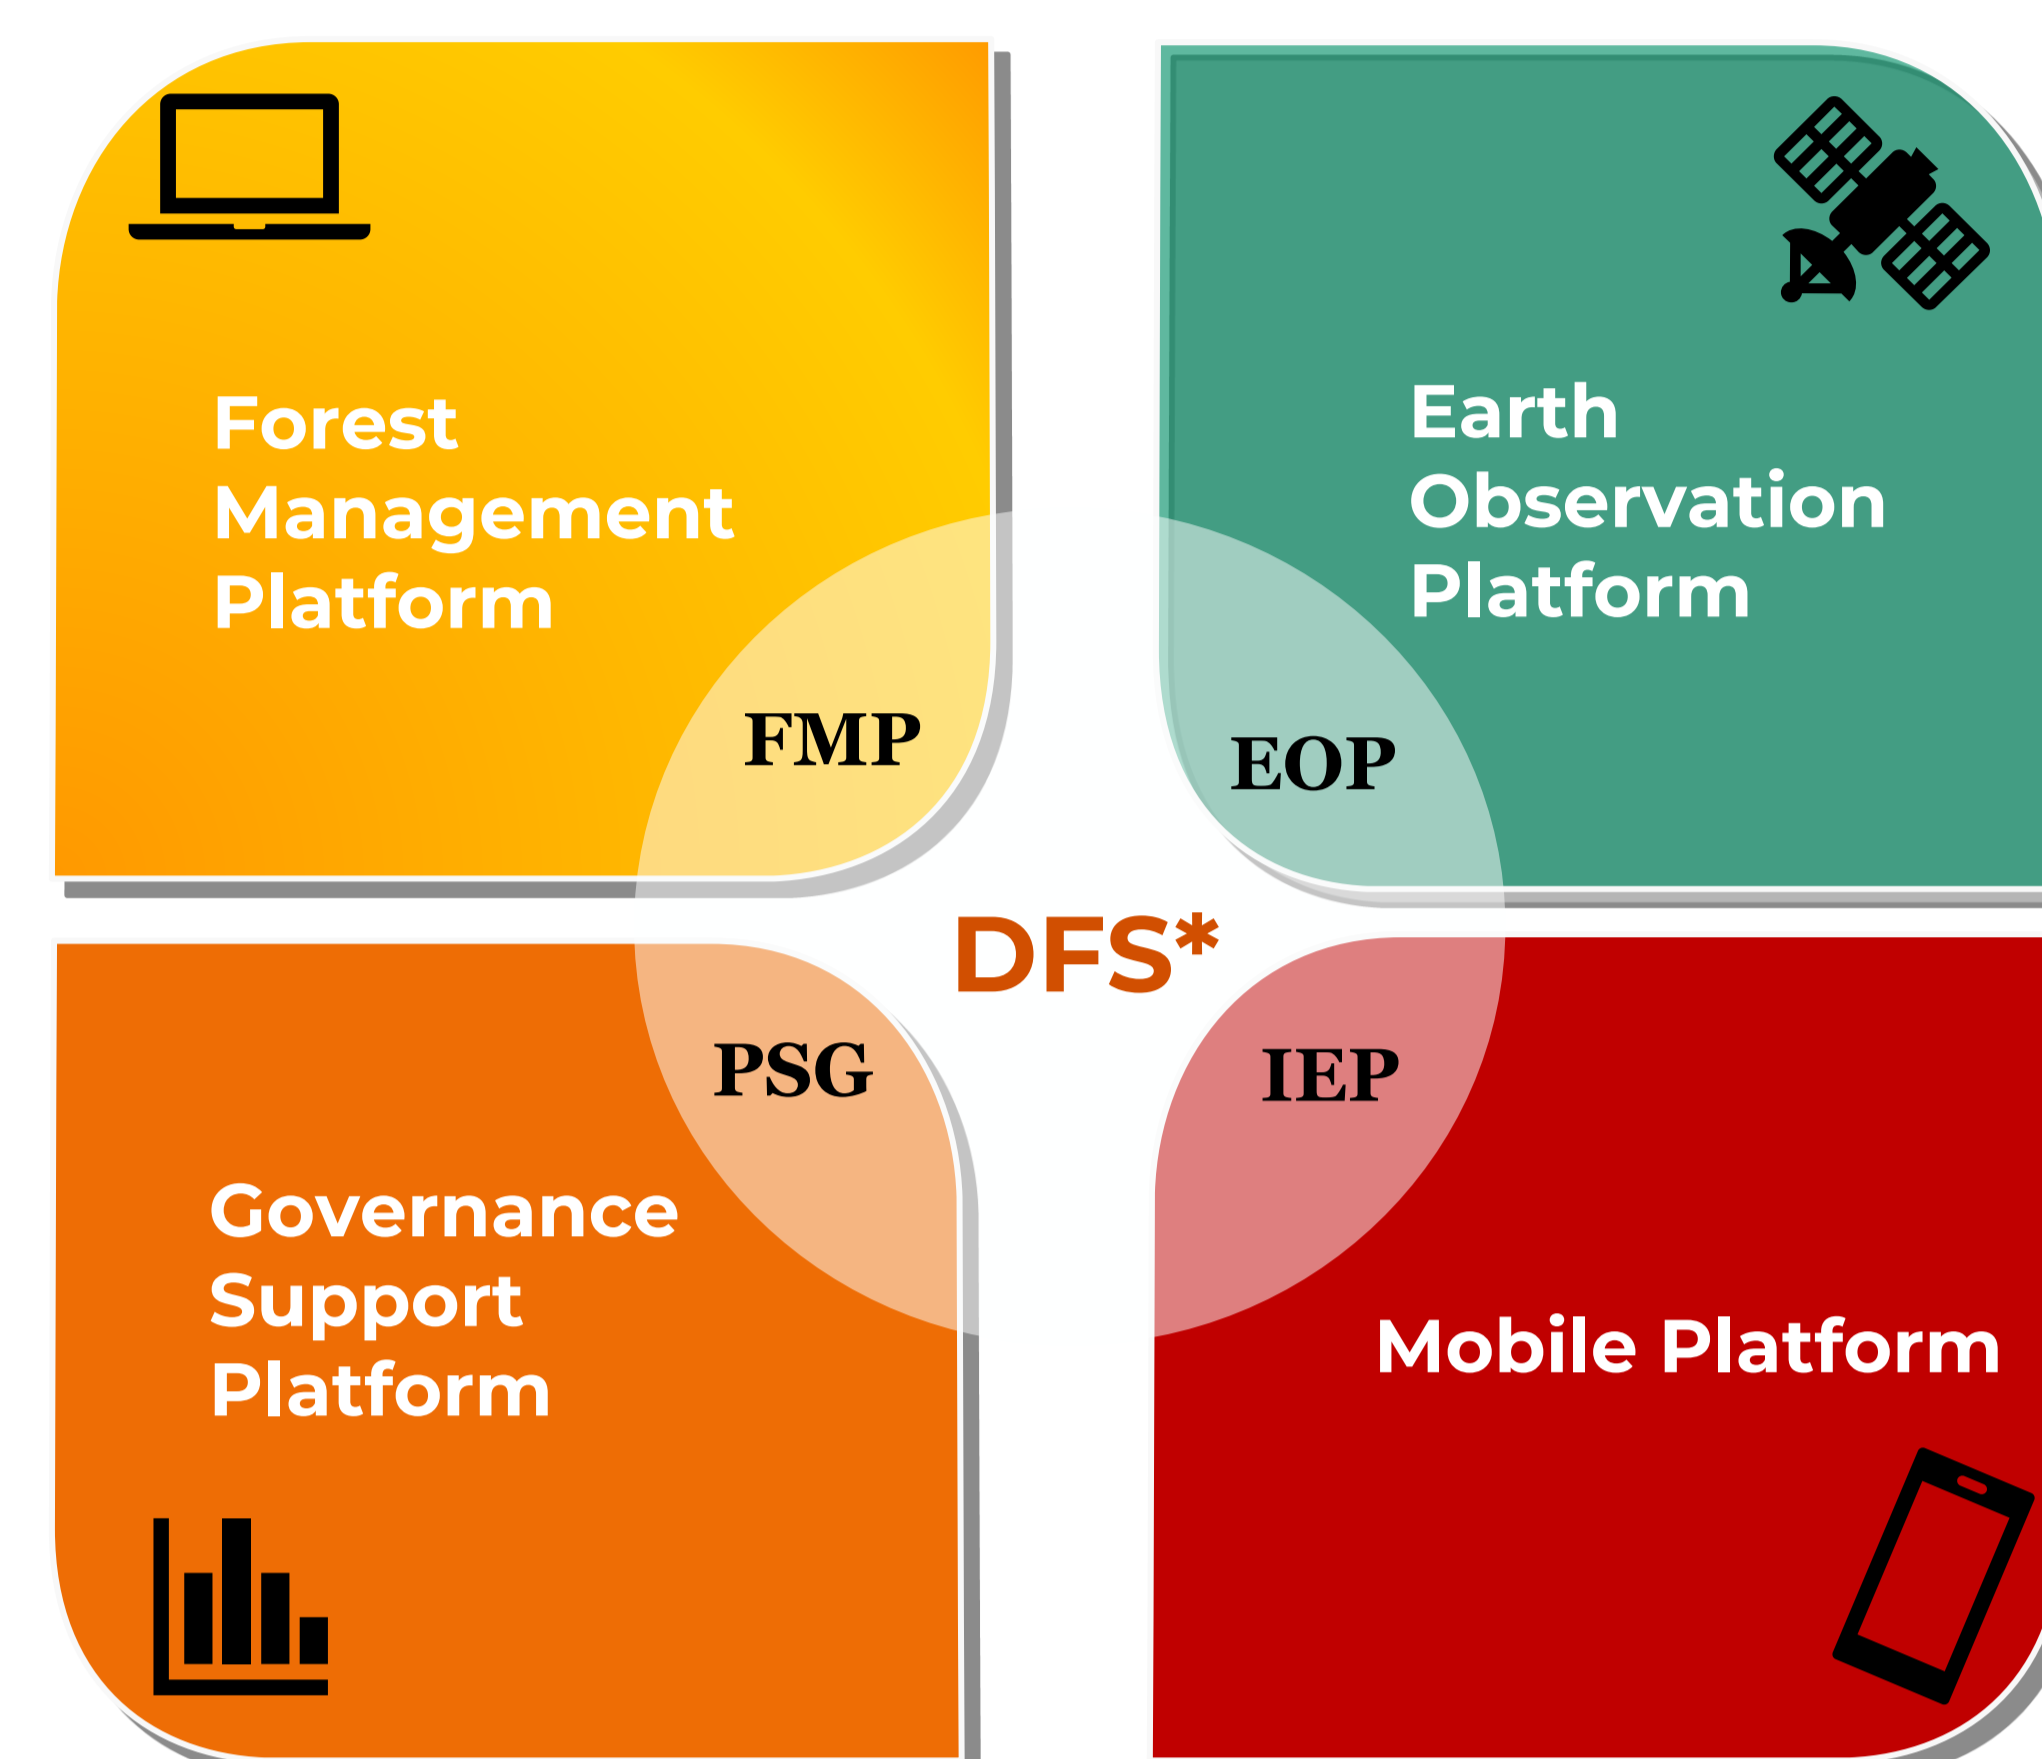 Forest
Management
Platform
FMP
Earth
Observation
Platform
EOP
DFS*
PSG
Governance
Support
Platform
IEP
Mobile Platform